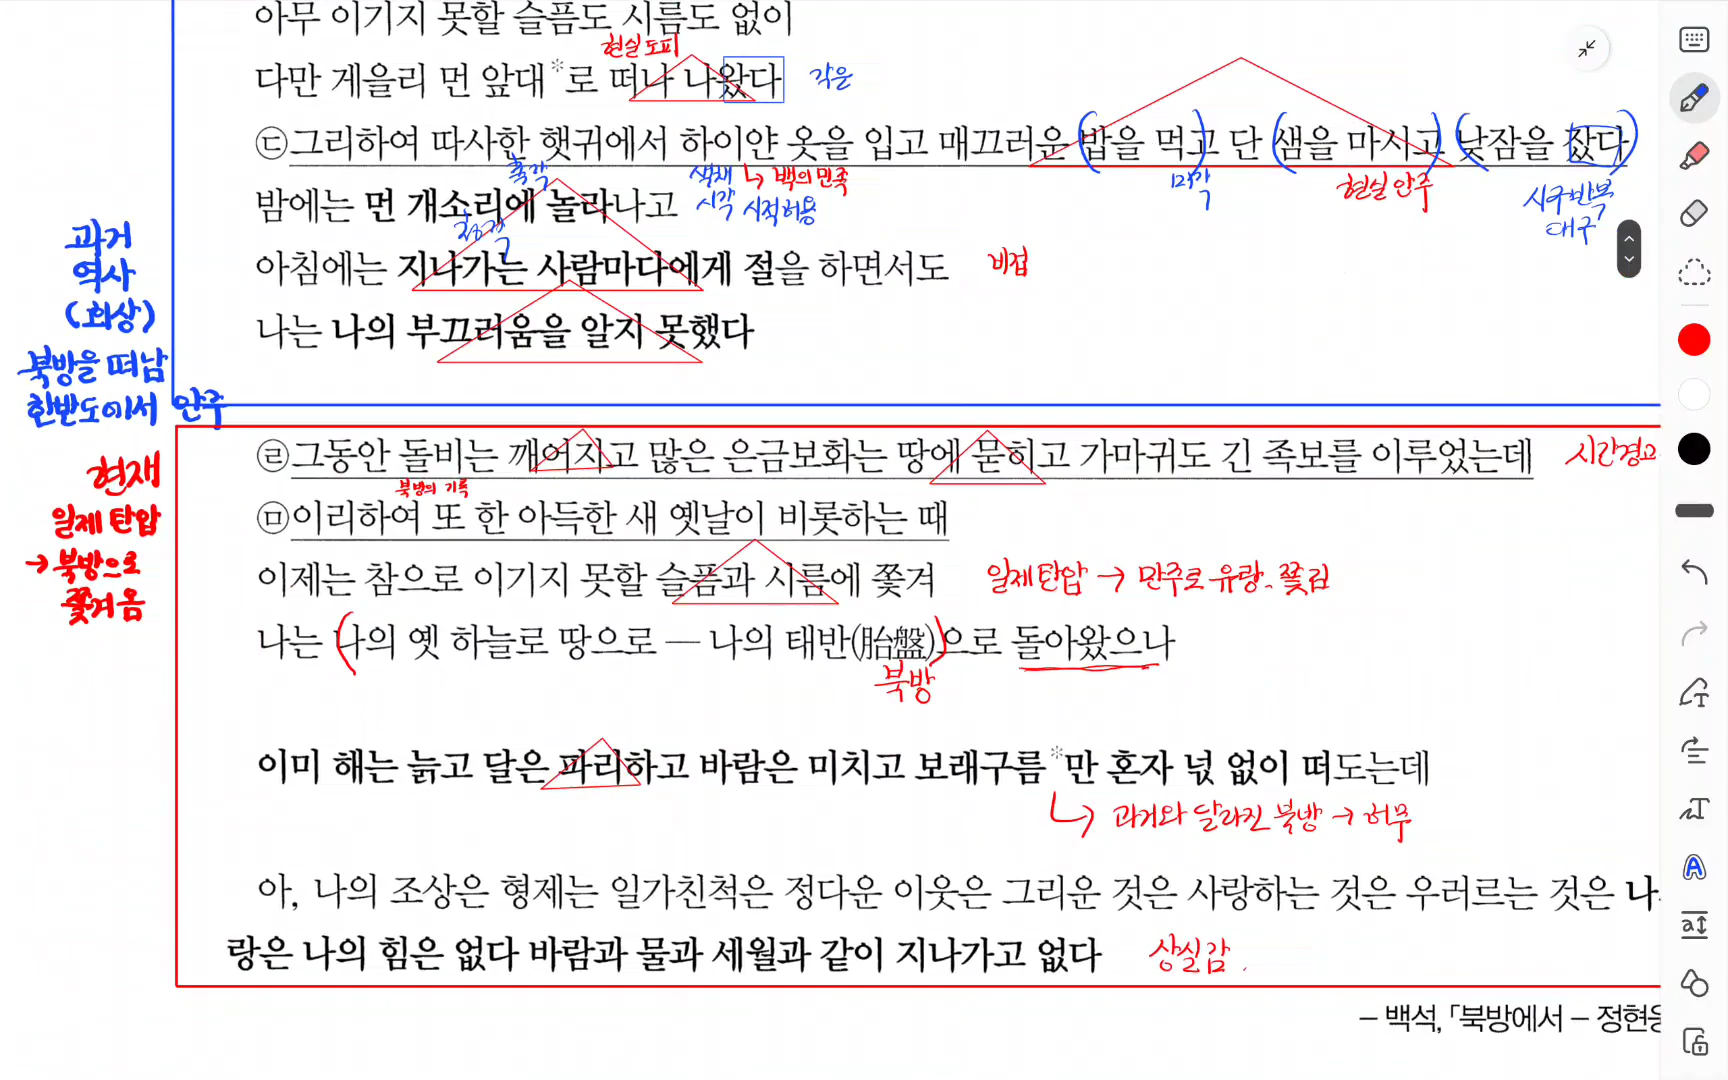 아무 이기지 못할 슬픔도 시름도 없이
현실도피
다만 게을리 먼 앞대*로 떠나 나왔다
각운
㉢그리하여 따사한 햇귀에서 하이얀 옷을 입고 매끄러운 밥을 먹고 단 샘을 마시고 낮잠을 잤다
촉각
색채 ↳ 백의민족
시각 시적허용
미각
현실 안주
시구반복
대구
밤에는 먼 개소리에 놀라나고
청각
아침에는 지나가는 사람마다에게 절을 하면서도
비겁
나는 나의 부끄러움을 알지 못했다
과거
역사
(회상)
북방을 떠남
한반도에서 안주
㉣그동안 돌비는 깨어지고 많은 은금보화는 땅에 묻히고 가마귀도 긴 족보를 이루었는데
시간경과
북방의 기록
현재
일제 탄압
→ 북방으로
쫓겨옴
㉤이리하여 또 한 아득한 새 옛날이 비롯하는 때
이제는 참으로 이기지 못할 슬픔과 시름에 쫓겨
일제탄압 → 만주로 유랑. 쫓김
나는 나의 옛 하늘로 땅으로 — 나의 태반(胎盤)으로 돌아왔으나
북방
이미 해는 늙고 달은 파리하고 바람은 미치고 보래구름*만 혼자 넋 없이 떠도는데
↳ 과거와 달라진 북방 → 허무
아, 나의 조상은 형제는 일가친척은 정다운 이웃은 그리운 것은 사랑하는 것은 우러르는 것은 나
랑은 나의 힘은 없다 바람과 물과 세월과 같이 지나가고 없다
상실감.
– 백석, 「북방에서 – 정현웅